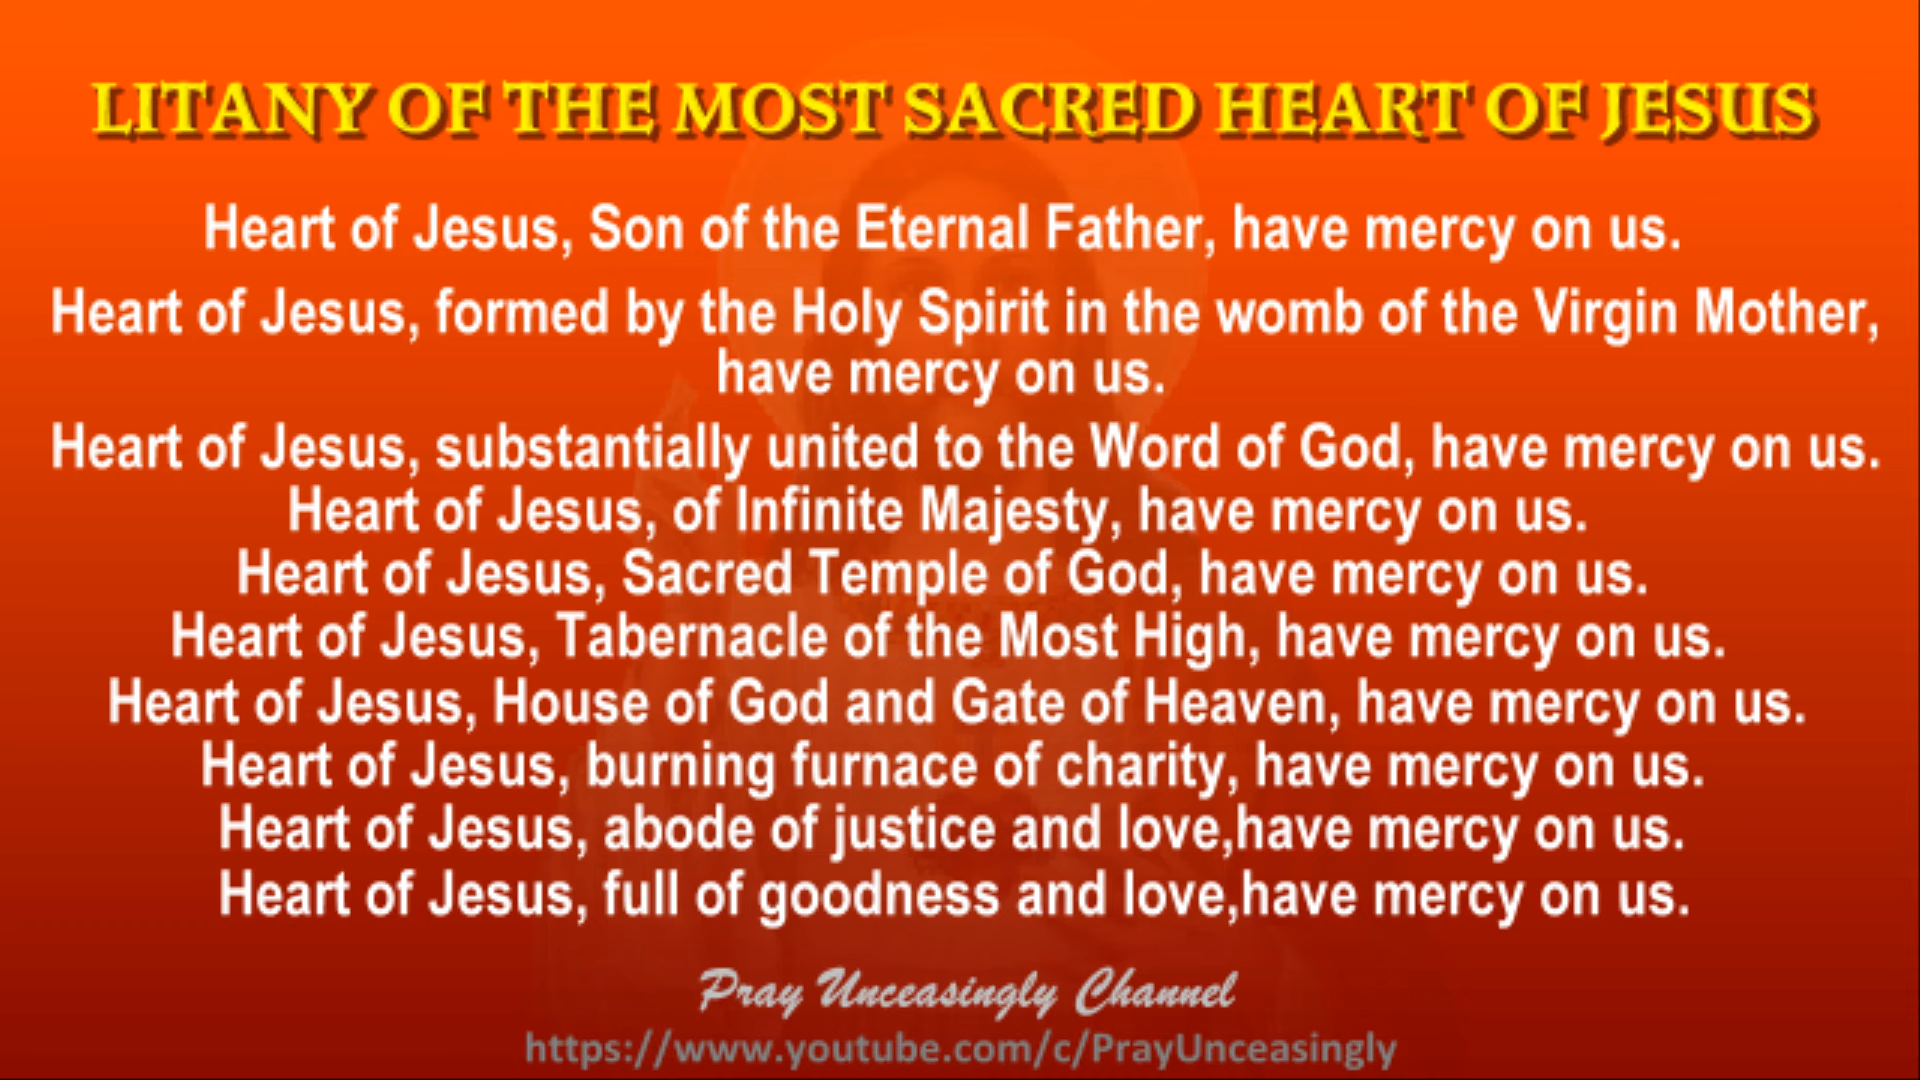 LITANY OF THE MOST SACRED HEART OF JESUS
Heart of Jesus, Son of the Eternal Father, have mercy on us.
Heart of Jesus, formed by the Holy Spirit in the womb of the Virgin Mother,
have mercy on us.
Heart of Jesus, substantially united to the Word of God, have mercy on us.
Heart of Jesus, of Infinite Majesty, have mercy on us.
Heart of Jesus, Sacred Temple of God, have mercy on us.
Heart of Jesus, Tabernacle of the Most High, have mercy on us.
Heart of Jesus, House of God and Gate of Heaven, have mercy on us.
Heart of Jesus, burning furnace of charity, have mercy on us.
Heart of Jesus, abode of justice and love,have mercy on us.
Heart of Jesus, full of goodness and love,have mercy on us.
Pray Unceasingly Channel
https://www.youtube.com/c/PrayUnceasingly